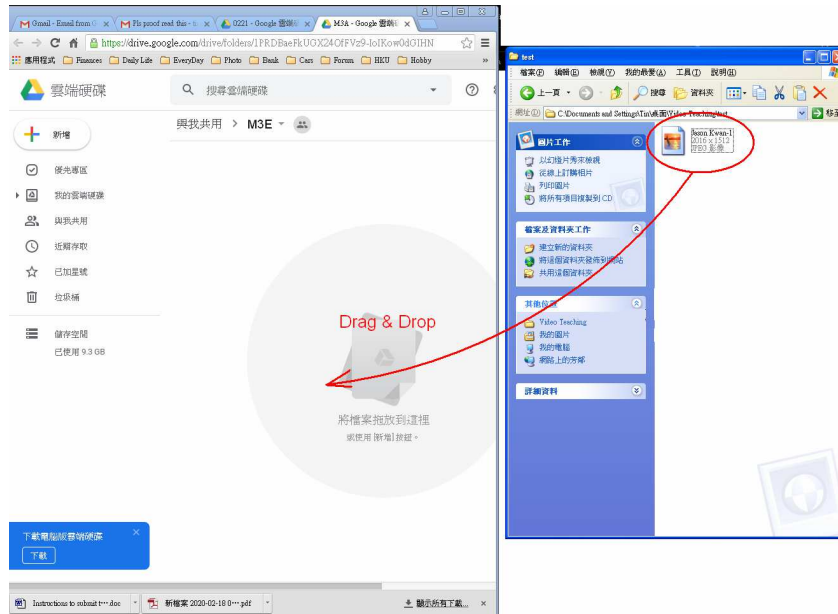 Gmail - Email from
Pls proof read this -
0221 - Google 雲端
M3A - Google 雲端
https://drive.google.com/drive/folders/1PRDBaeFkUOX24OfFVz9-IoIKow0dGIHN
應用程式 Finances Daily Life EveryDay Photo Bank Cars Forum HKU Hobby »
雲端硬碟
搜尋雲端硬碟
新增
與我共用 > M3E
優先專區
我的雲端硬碟
與我共用
近期存取
已加星號
垃圾桶
儲存空間
已使用 9.3 GB
Drag & Drop
將檔案拖放到這裡
或使用 [新增] 按鈕。
下載電腦版雲端硬碟
下載
Instructions to submit t….doc
新檔案 2020-02-18 0….pdf
顯示所有下載...
test
檔案(F) 編輯(E) 檢視(V) 我的最愛(A) 工具(T) 說明(H)
上一頁 搜尋 資料夾
網址(D) C:\Documents and Settings\Tin\桌面\Video Teaching\test 移至
圖片工作
以幻燈片秀來檢視
從線上訂購相片
列印圖片
將所有項目複製到 CD
檔案及資料夾工作
建立新的資料夾
將這個資料夾發佈到網站
共用這個資料夾
其他位置
Video Teaching
我的圖片
我的電腦
網路上的芳鄰
詳細資料
Jason Kwan-1
2016 x 1512
JPEG 影像